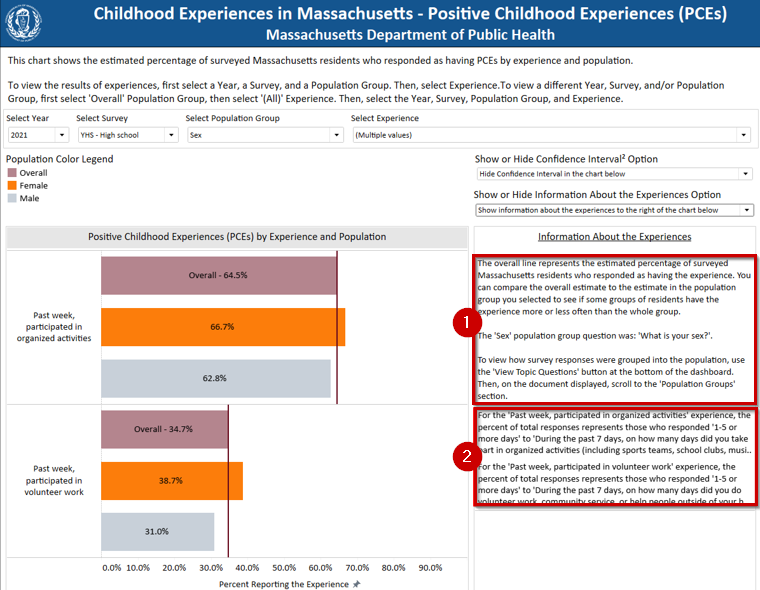 Childhood Experiences in Massachusetts - Positive Childhood Experiences (PCEs)
Massachusetts Department of Public Health
This chart shows the estimated percentage of surveyed Massachusetts residents who responded as having PCEs by experience and population.
To view the results of experiences, first select a Year, a Survey, and a Population Group. Then, select Experience.To view a different Year, Survey, and/or Population
Group, first select 'Overall' Population Group, then select '(All)' Experience. Then, select the Year, Survey, Population Group, and Experience.
Select Year
Select Survey
Select Population Group
Select Experience
2021
YHS - High school
Sex
(Multiple values)
Population Color Legend
Overall
Female
Male
Show or Hide Confidence Interval² Option
Hide Confidence Interval in the chart below
Show or Hide Information About the Experiences Option
Show information about the experiences to the right of the chart below
Positive Childhood Experiences (PCEs) by Experience and Population
Past week,
participated in
organized activities
Overall - 64.5%
66.7%
62.8%
Past week,
participated in
volunteer work
Overall - 34.7%
38.7%
31.0%
0.0% 10.0% 20.0% 30.0% 40.0% 50.0% 60.0% 70.0% 80.0% 90.0%
Percent Reporting the Experience
Information About the Experiences
1
The overall line represents the estimated percentage of surveyed
Massachusetts residents who responded as having the experience. You
can compare the overall estimate to the estimate in the population
group you selected to see if some groups of residents have the
experience more or less often than the whole group.
The 'Sex' population group question was: 'What is your sex?'.
To view how survey responses were grouped into the population, use
the 'View Topic Questions' button at the bottom of the dashboard.
Then, on the document displayed, scroll to the 'Population Groups'
section.
2
For the 'Past week, participated in organized activities' experience, the
percent of total responses represents those who responded '1-5 or
more days' to 'During the past 7 days, on how many days did you take
part in organized activities (including sports teams, school clubs, musi..
For the 'Past week, participated in volunteer work' experience, the
percent of total responses represents those who responded '1-5 or
more days' to 'During the past 7 days, on how many days did you do
volunteer work, community service, or help people outside of your h